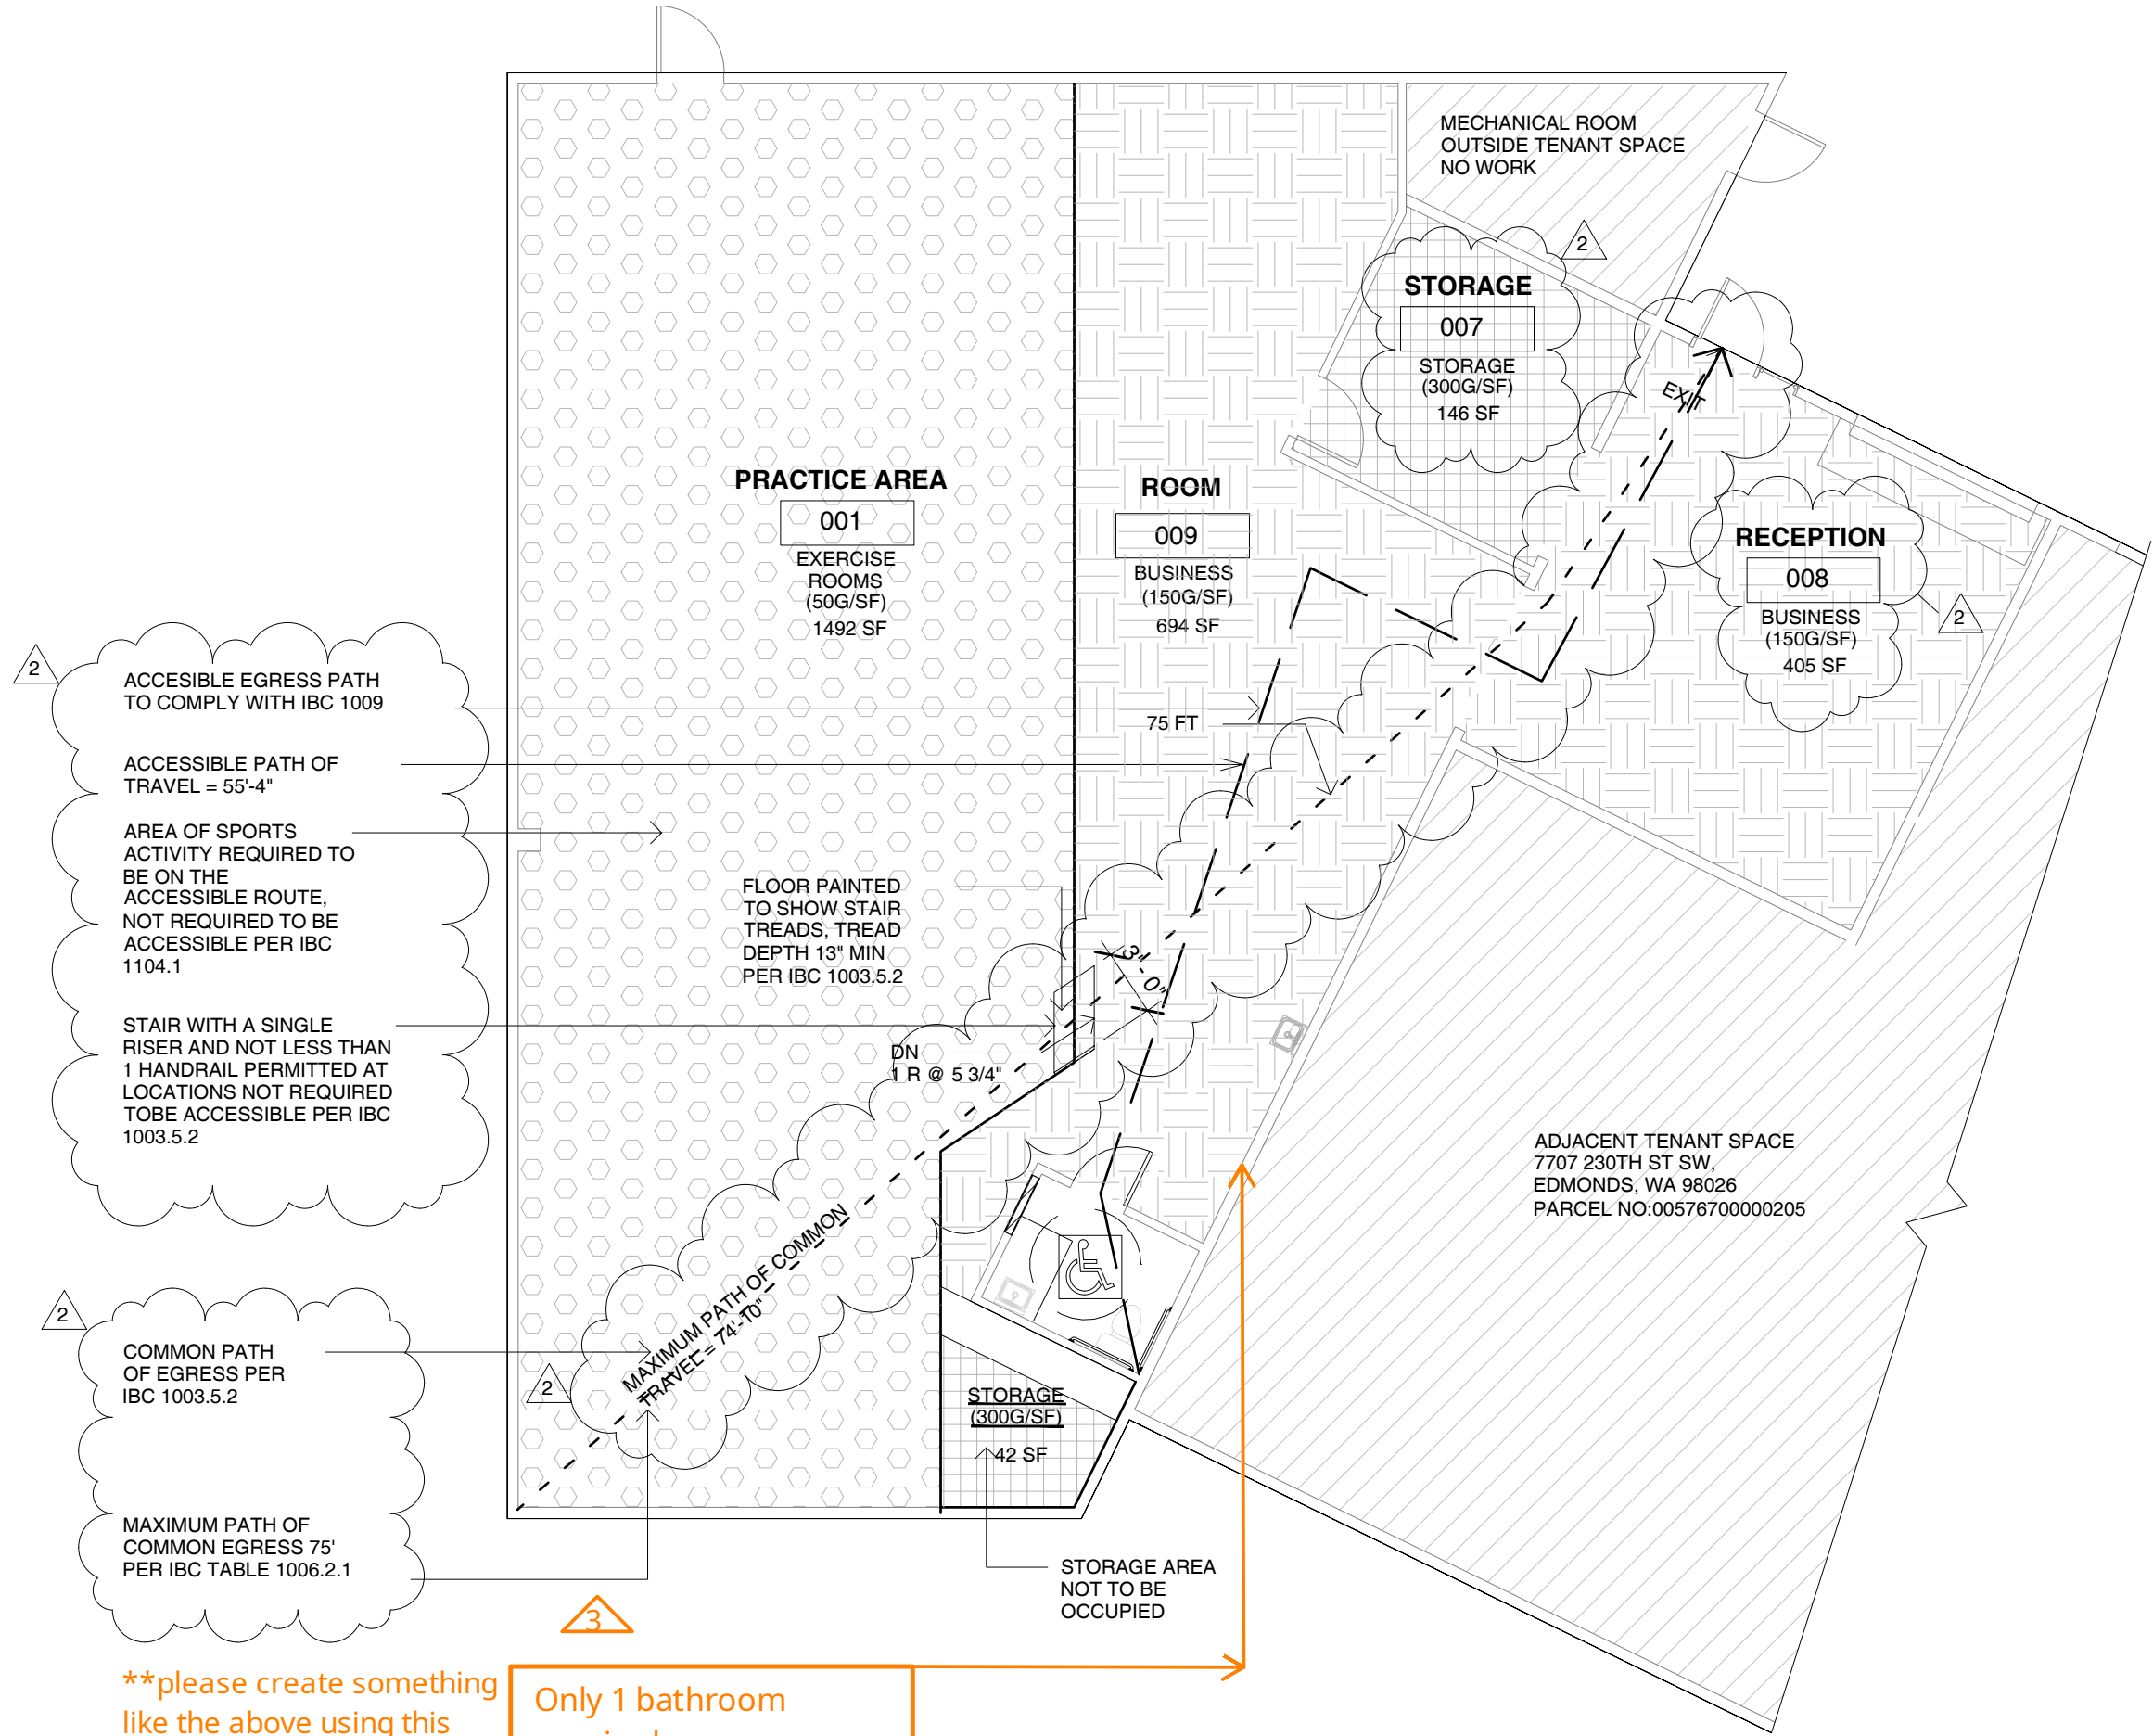 MECHANICAL ROOM
OUTSIDE TENANT SPACE
NO WORK
2
STORAGE
007
STORAGE
(300G/SF)
146 SF
EXIT
PRACTICE AREA
001
EXERCISE
ROOMS
(50G/SF)
1492 SF
ROOM
009
BUSINESS
(150G/SF)
694 SF
RECEPTION
008
BUSINESS
(150G/SF)
405 SF
2
2
ACCESIBLE EGRESS PATH
TO COMPLY WITH IBC 1009
ACCESSIBLE PATH OF
TRAVEL = 55'-4"
AREA OF SPORTS
ACTIVITY REQUIRED TO
BE ON THE
ACCESSIBLE ROUTE,
NOT REQUIRED TO BE
ACCESSIBLE PER IBC
1104.1
STAIR WITH A SINGLE
RISER AND NOT LESS THAN
1 HANDRAIL PERMITTED AT
LOCATIONS NOT REQUIRED
TOBE ACCESSIBLE PER IBC
1003.5.2
75 FT
FLOOR PAINTED
TO SHOW STAIR
TREADS, TREAD
DEPTH 13" MIN
PER IBC 1003.5.2
3' - 0"
DN
1 R @ 5 3/4"
ADJACENT TENANT SPACE
7707 230TH ST SW,
EDMONDS, WA 98026
PARCEL NO:00576700000205
MAXIMUM PATH OF COMMON
TRAVEL = 74'-10"
2
2
COMMON PATH
OF EGRESS PER
IBC 1003.5.2
MAXIMUM PATH OF
COMMON EGRESS 75'
PER IBC TABLE 1006.2.1
STORAGE
(300G/SF)
42 SF
STORAGE AREA
NOT TO BE
OCCUPIED
3
**please create something
like the above using this
Only 1 bathroom